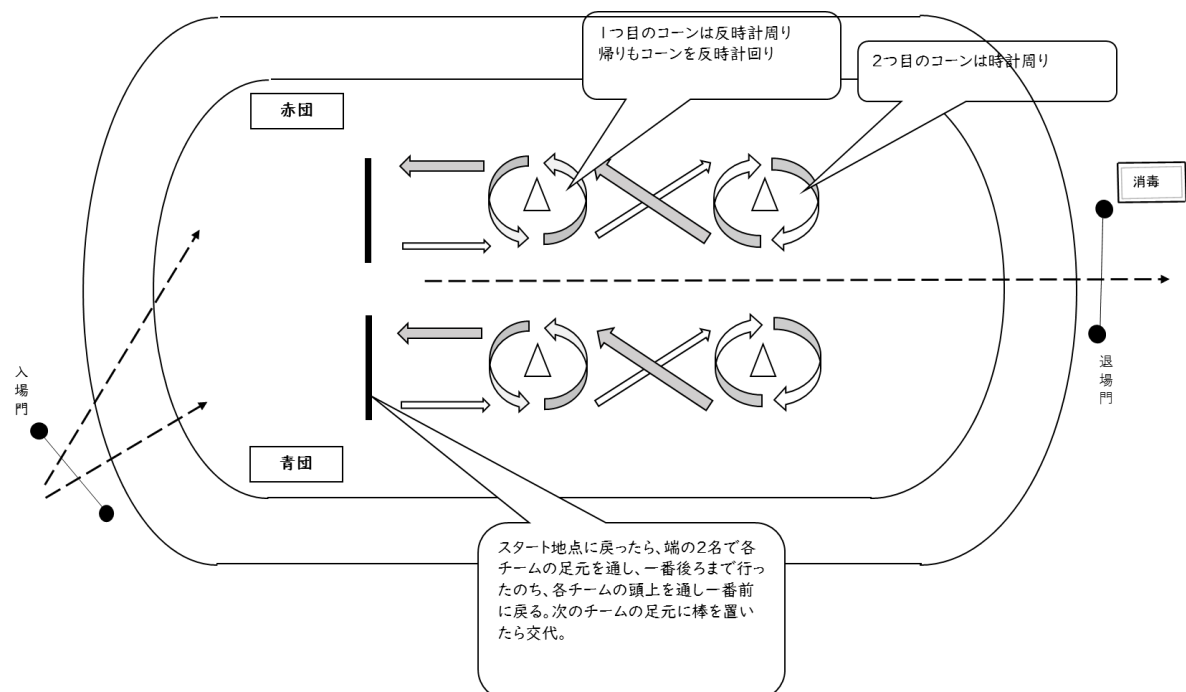 1つ目のコーンは反時計周り
帰りもコーンを反時計回り
2つ目のコーンは時計周り
赤団
消毒
入場門
退場門
青団
スタート地点に戻ったら、端の2名で各
チームの足元を通し、一番後ろまで行っ
たのち、各チームの頭上を通し一番前
に戻る。次のチームの足元に棒を置い
たら交代。